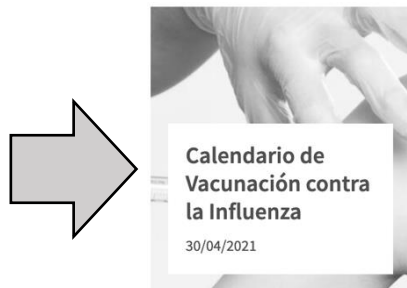 Calendario de
Vacunación contra
la Influenza
30/04/2021